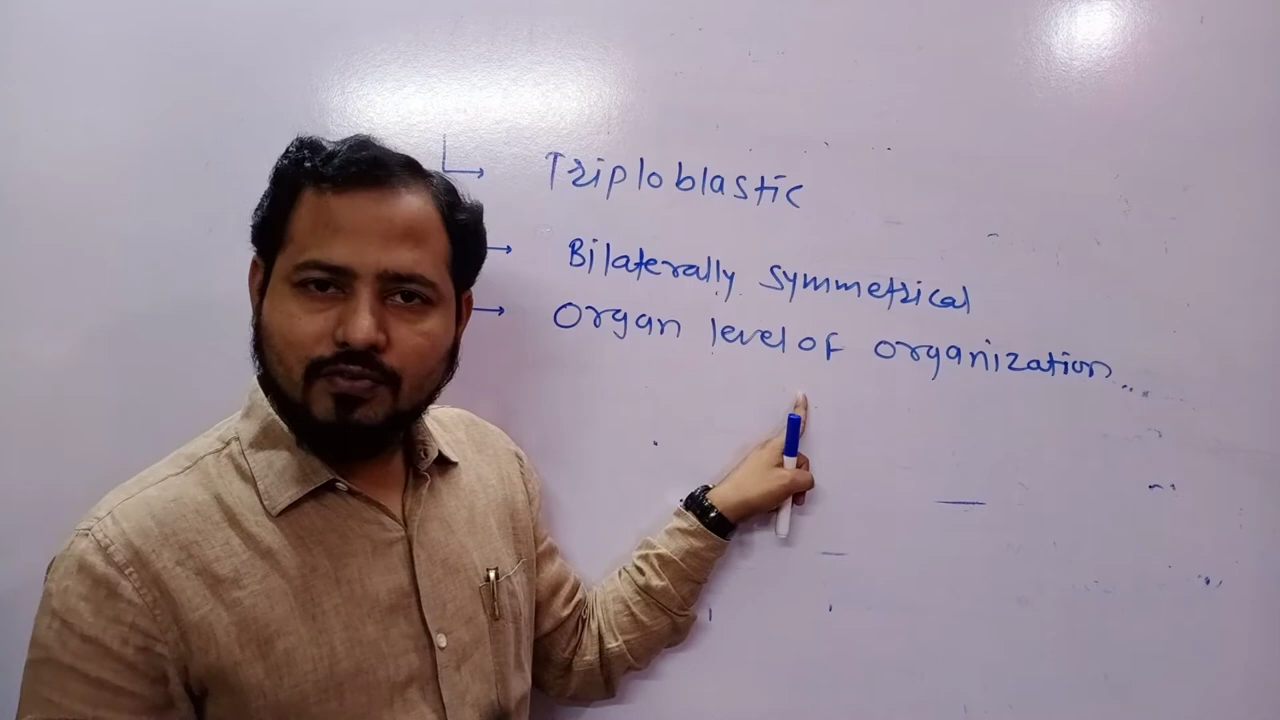 Triploblastic
Bilaterally symmetrical
Organ level of organization...